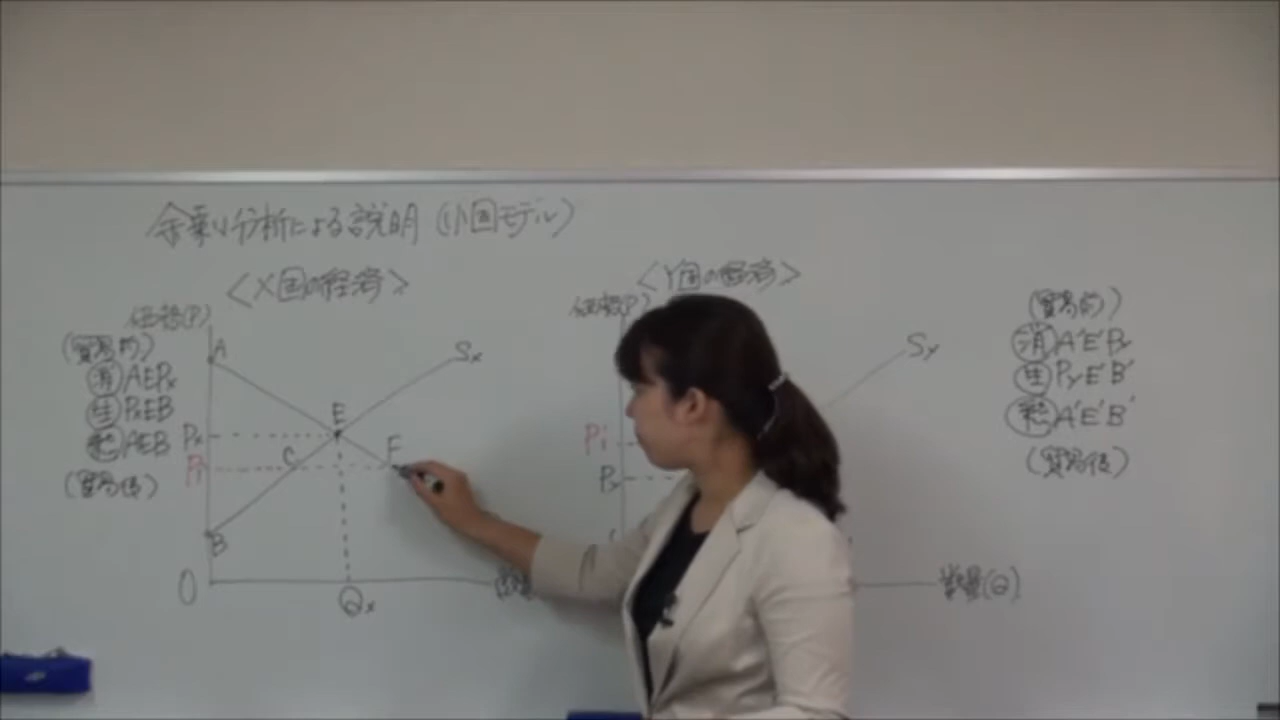 余剰分析による説明(小国モデル)
<X国の経済>
価格(P)
(貿易前)
消 AEPx
生 PxEB
総 AEB
(貿易後)
A
Sx
E
Px
Pi
C
F
B
O
Qx
<Y国の経済>
価格(P)
Sy
Pi
Py
数量(Q)
(貿易前)
消 A'E'Py
生 PyE'B'
総 A'E'B'
(貿易後)